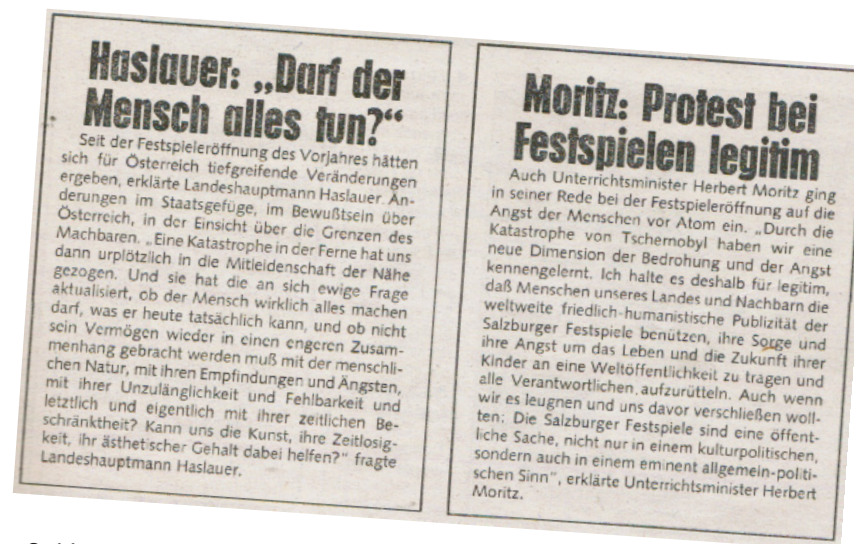 Haslauer: „Darf der
Mensch alles tun?“
Seit der Festspieleröffnung des Vorjahres hätten
sich für Österreich tiefgreifende Veränderungen
ergeben, erklärte Landeshauptmann Haslauer. Än-
derungen im Staatsgefüge, im Bewußtsein über
Österreich, in der Einsicht über die Grenzen des
Machbaren. „Eine Katastrophe in der Ferne hat uns
dann urplötzlich in die Mitleidenschaft der Nähe
gezogen. Und sie hat die an sich ewige Frage
aktualisiert, ob der Mensch wirklich alles machen
darf, was er heute tatsächlich kann, und ob nicht
sein Vermögen wieder in einen engeren Zusam-
menhang gebracht werden muß mit der menschli-
chen Natur, mit ihren Empfindungen und Ängsten,
mit ihrer Unzulänglichkeit und Fehlbarkeit und
letztlich und eigentlich mit ihrer zeitlichen Be-
schränktheit? Kann uns die Kunst, ihre Zeitlosig-
keit, ihr ästhetischer Gehalt dabei helfen?“ fragte
Landeshauptmann Haslauer.
Moritz: Protest bei
Festspielen legitim
Auch Unterrichtsminister Herbert Moritz ging
in seiner Rede bei der Festspieleröffnung auf die
Angst der Menschen vor Atom ein. „Durch die
Katastrophe von Tschernobyl haben wir eine
neue Dimension der Bedrohung und der Angst
kennengelernt. Ich halte es deshalb für legitim,
daß Menschen unseres Landes und Nachbarn die
weltweite friedlich-humanistische Publizität der
Salzburger Festspiele benützen, ihre Sorge und
ihre Angst um das Leben und die Zukunft ihrer
Kinder an eine Weltöffentlichkeit zu tragen und
alle Verantwortlichen aufzurütteln. Auch wenn
wir es leugnen und uns davor verschließen woll-
ten: Die Salzburger Festspiele sind eine öffent-
liche Sache, nicht nur in einem kulturpolitischen,
sondern auch in einem eminent allgemein-politi-
schen Sinn“, erklärte Unterrichtsminister Herbert
Moritz.